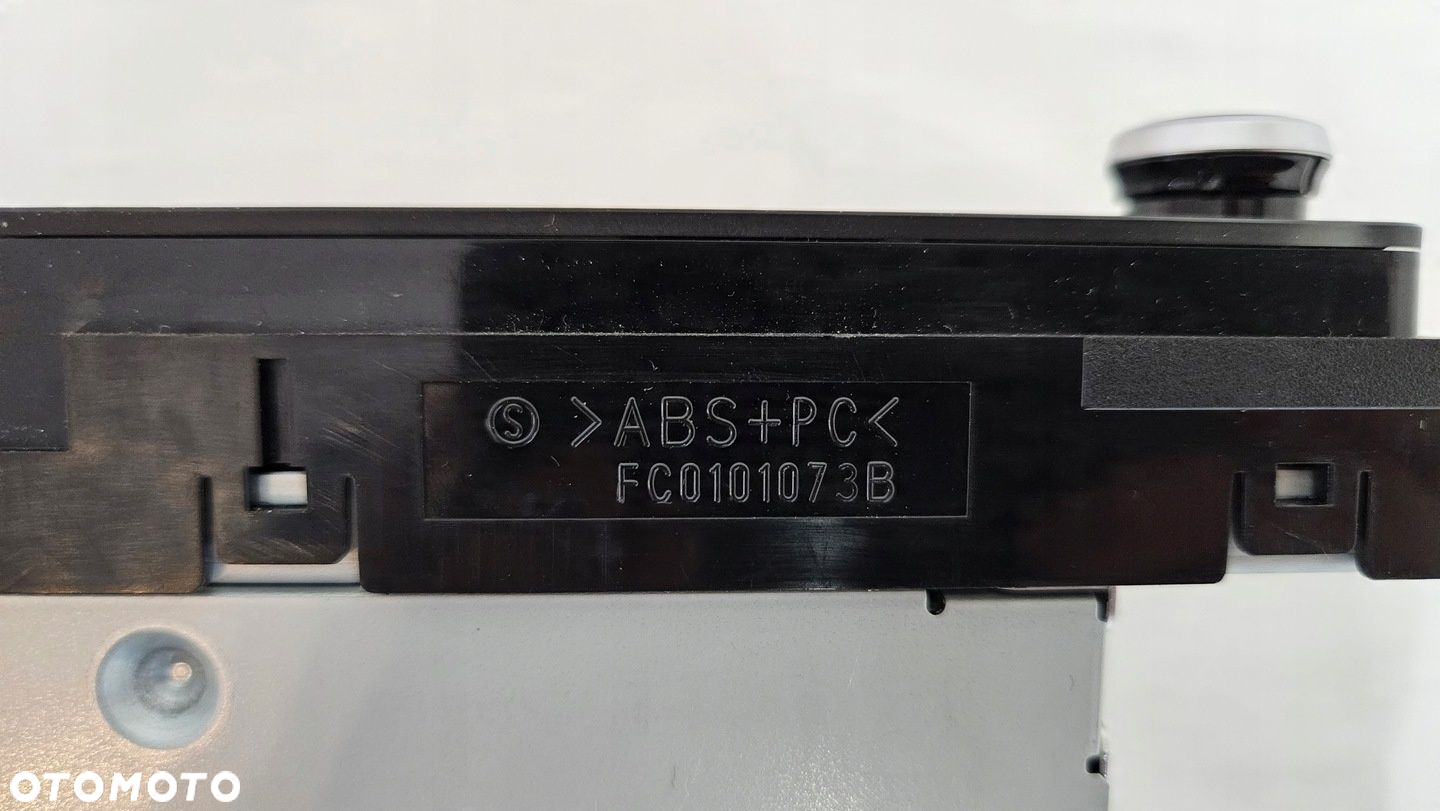 Ⓢ >ABS+PC<
FC0101073B
OTOMOTO